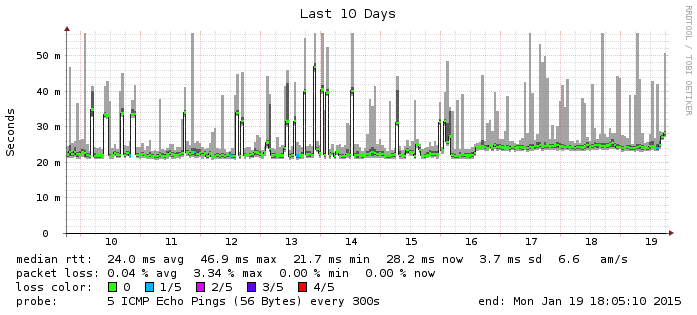 Last 10 Days
RRDTOOL / TOBI OETIKER
Seconds
50 m
40 m
30 m
20 m
10 m
0
10 11 12 13 14 15 16 17 18 19
median rtt: 24.0 ms avg 46.9 ms max 21.7 ms min 28.2 ms now 3.7 ms sd 6.6 am/s
packet loss: 0.04 % avg 3.34 % max 0.00 % min 0.00 % now
loss color: 0 1/5 2/5 3/5 4/5
probe: 5 ICMP Echo Pings (56 Bytes) every 300s end: Mon Jan 19 18:05:10 2015